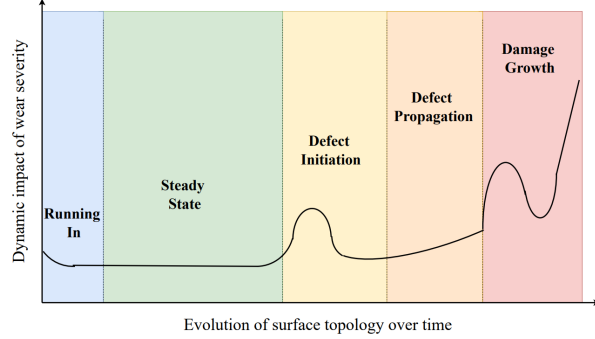 Dynamic impact of wear severity
Running
In
Steady
State
Defect
Initiation
Defect
Propagation
Damage
Growth
Evolution of surface topology over time